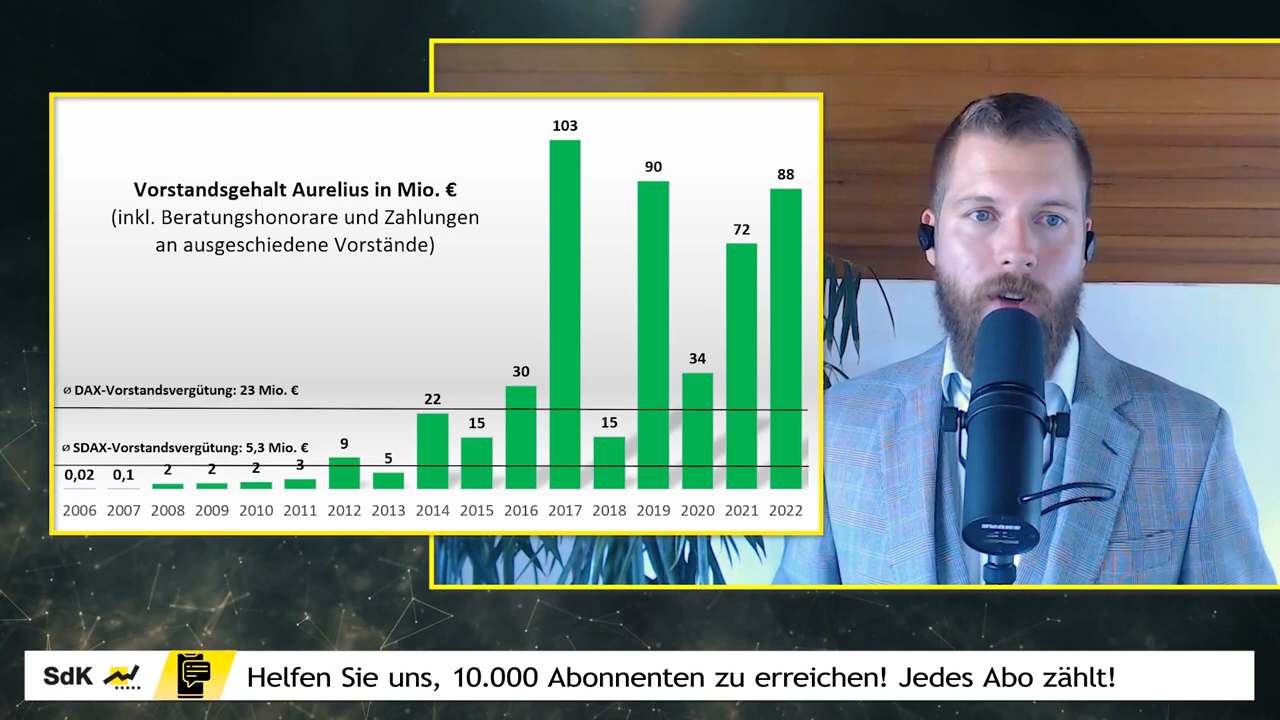 Vorstandsgehalt Aurelius in Mio. €
(inkl. Beratungshonorare und Zahlungen
an ausgeschiedene Vorstände)
ø DAX-Vorstandsvergütung: 23 Mio. €
ø SDAX-Vorstandsvergütung: 5,3 Mio. €
0,02 0,1 2 2 2 3 9 5 22 15 30 103 15 90 34 72 88
2006 2007 2008 2009 2010 2011 2012 2013 2014 2015 2016 2017 2018 2019 2020 2021 2022
SdK Helfen Sie uns, 10.000 Abonnenten zu erreichen! Jedes Abo zählt!